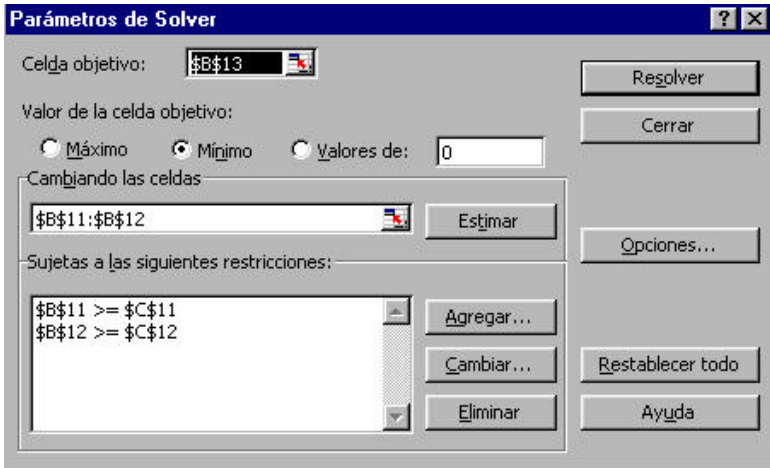 Parámetros de Solver
Celda objetivo: $B$13
Resolver
Valor de la celda objetivo:
Cerrar
Máximo Mínimo Valores de: 0
Cambiando las celdas
$B$11:$B$12 Estimar
Opciones...
Sujetas a las siguientes restricciones:
$B$11 >= $C$11
$B$12 >= $C$12
Agregar...
Cambiar... Restablecer todo
Eliminar Ayuda